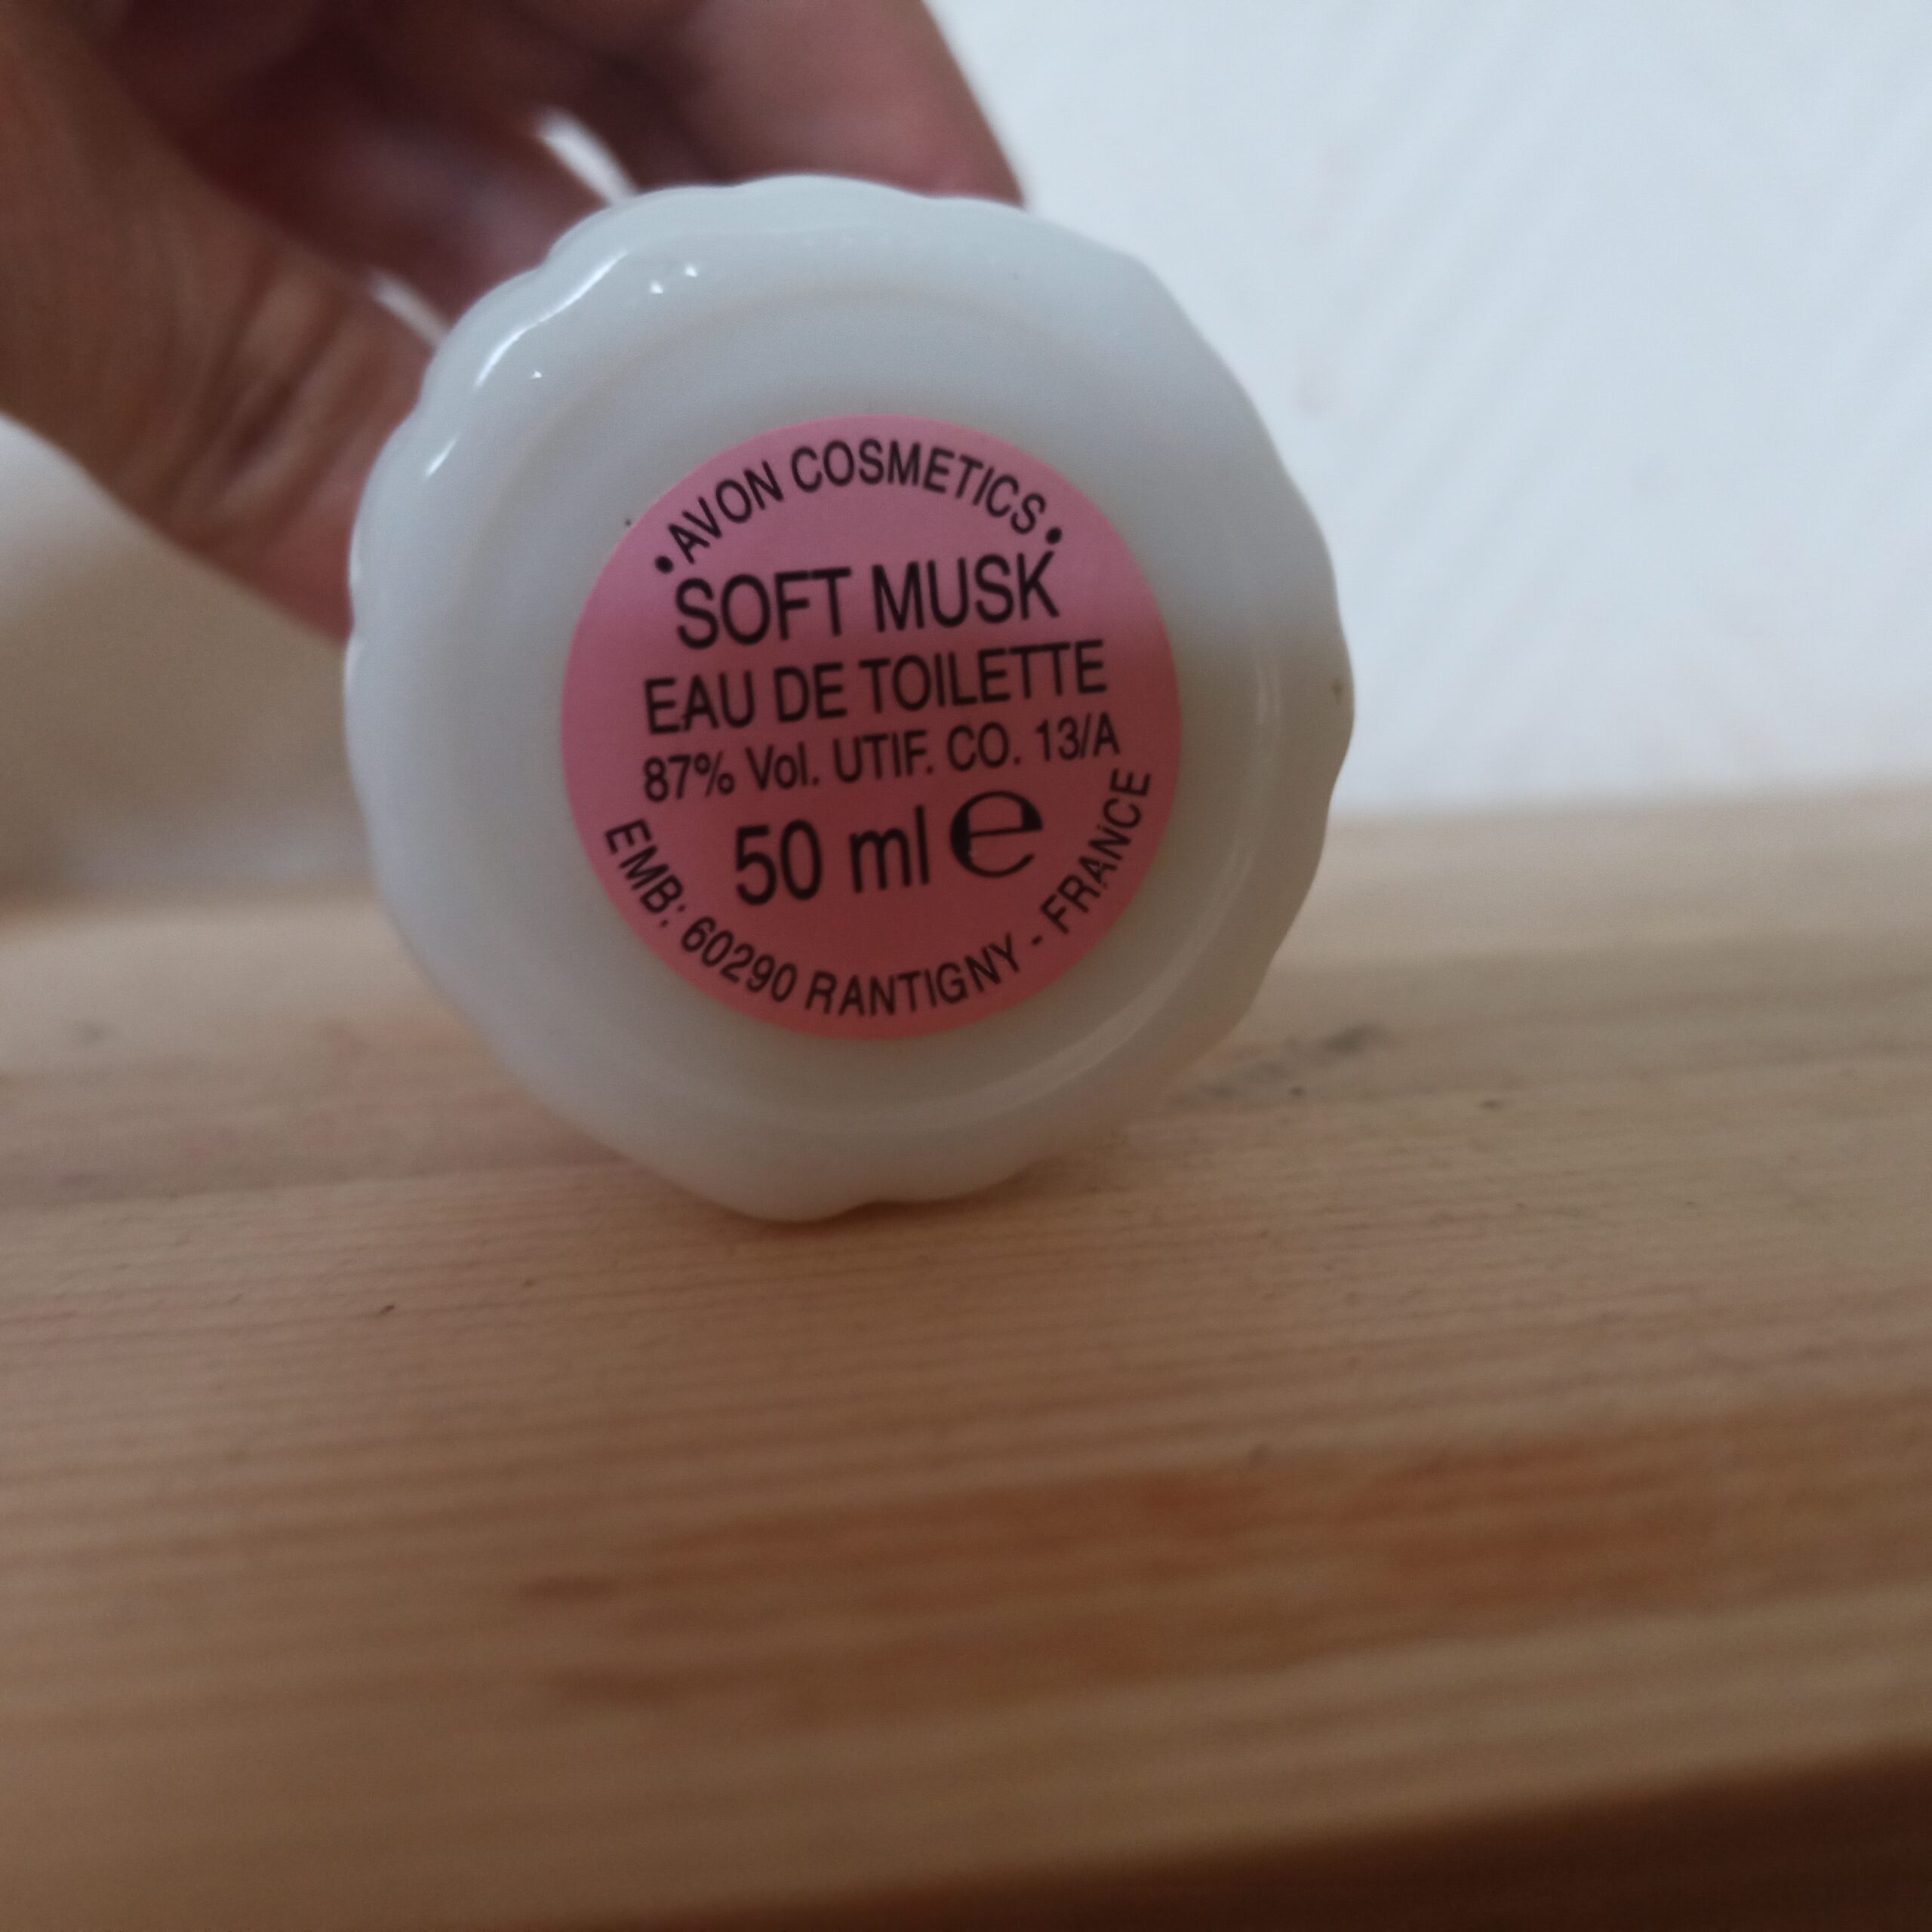 • AVON COSMETICS •
SOFT MUSK
EAU DE TOILETTE
87% Vol. UTIF. CO. 13/A
50 ml ℮
EMB: 60290 RANTIGNY - FRANCE